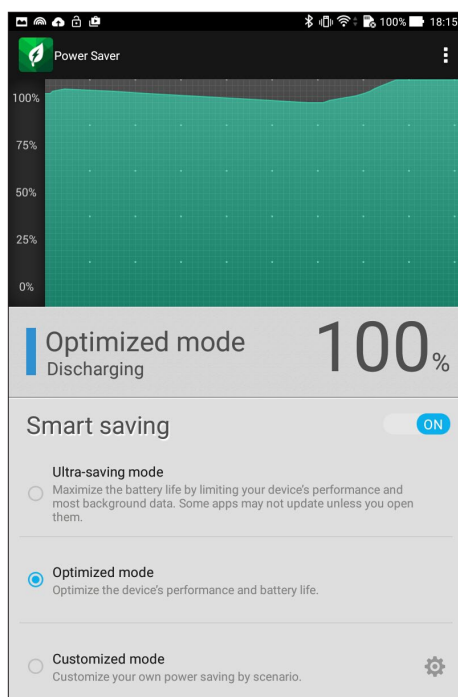 100% 18:15
Power Saver
100%
75%
50%
25%
0%
Optimized mode
Discharging
100%
Smart saving
ON
Ultra-saving mode
Maximize the battery life by limiting your device's performance and
most background data. Some apps may not update unless you open
them.
Optimized mode
Optimize the device's performance and battery life.
Customized mode
Customize your own power saving by scenario.